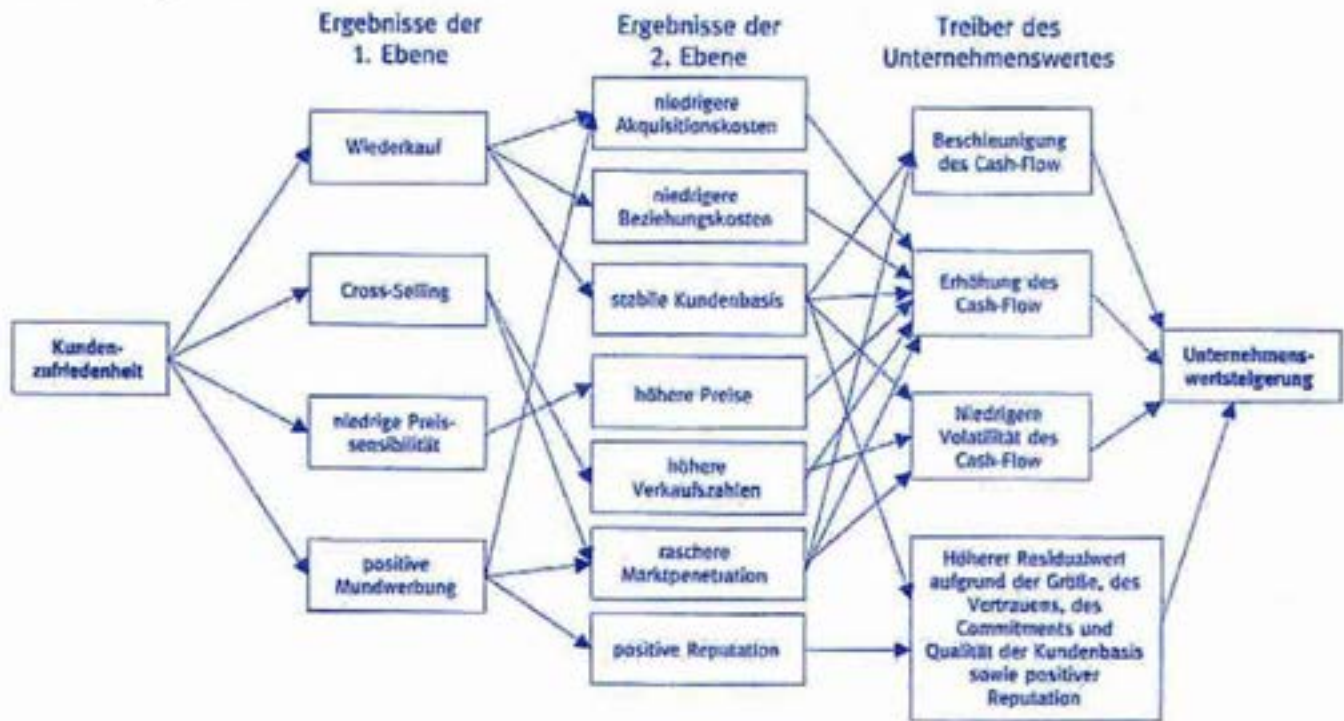 Ergebnisse der
1. Ebene
Ergebnisse der
2. Ebene
Treiber des
Unternehmenswertes
Kunden-
zufriedenheit
Wiederkauf
Cross-Selling
niedrige Preis-
sensibilität
positive
Mundwerbung
niedrigere
Akquisitionskosten
niedrigere
Beziehungskosten
stabile Kundenbasis
höhere Preise
höhere
Verkaufszahlen
raschere
Marktpenetration
positive Reputation
Beschleunigung
des Cash-Flow
Erhöhung des
Cash-Flow
Niedrigere
Volatilität des
Cash-Flow
Höherer Residualwert
aufgrund der Größe, des
Vertrauens, des
Commitments und
Qualität der Kundenbasis
sowie positiver
Reputation
Unternehmens-
wertsteigerung